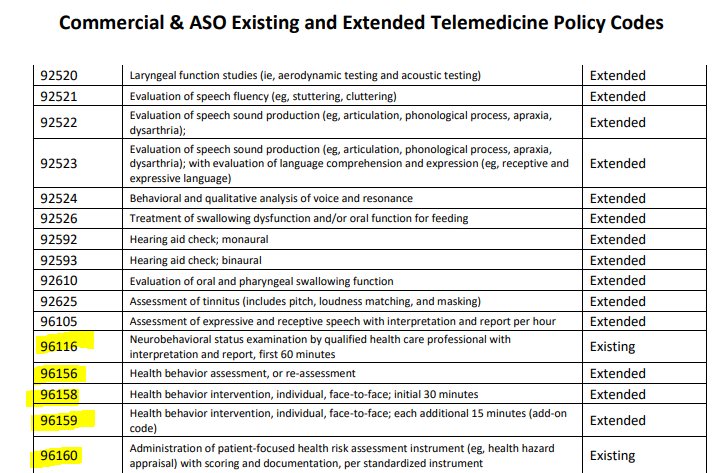 Commercial & ASO Existing and Extended Telemedicine Policy Codes
92520 Laryngeal function studies (ie, aerodynamic testing and acoustic testing) Extended
92521 Evaluation of speech fluency (eg, stuttering, cluttering) Extended
92522 Evaluation of speech sound production (eg, articulation, phonological process, apraxia, Extended
dysarthria);
92523 Evaluation of speech sound production (eg, articulation, phonological process, apraxia, Extended
dysarthria); with evaluation of language comprehension and expression (eg, receptive and
expressive language)
92524 Behavioral and qualitative analysis of voice and resonance Extended
92526 Treatment of swallowing dysfunction and/or oral function for feeding Extended
92592 Hearing aid check; monaural Extended
92593 Hearing aid check; binaural Extended
92610 Evaluation of oral and pharyngeal swallowing function Extended
92625 Assessment of tinnitus (includes pitch, loudness matching, and masking) Extended
96105 Assessment of expressive and receptive speech with interpretation and report per hour Extended
96116 Neurobehavioral status examination by qualified health care professional with Existing
interpretation and report, first 60 minutes
96156 Health behavior assessment, or re-assessment Extended
96158 Health behavior intervention, individual, face-to-face; initial 30 minutes Extended
96159 Health behavior intervention, individual, face-to-face; each additional 15 minutes (add-on Extended
code)
96160 Administration of patient-focused health risk assessment instrument (eg, health hazard Existing
appraisal) with scoring and documentation, per standardized instrument